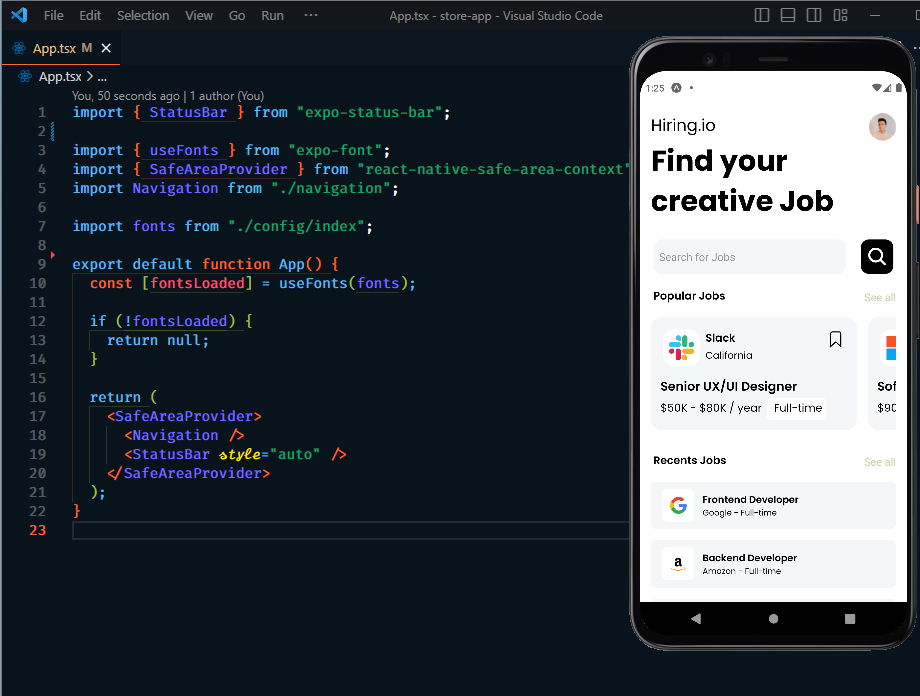 File Edit Selection View Go Run ··· App.tsx - store-app - Visual Studio Code
App.tsx M
App.tsx > ...
You, 50 seconds ago | 1 author (You)
1 import { StatusBar } from "expo-status-bar";
2
3 import { useFonts } from "expo-font";
4 import { SafeAreaProvider } from "react-native-safe-area-context"
5 import Navigation from "./navigation";
6
7 import fonts from "./config/index";
8
9 export default function App() {
10 const [fontsLoaded] = useFonts(fonts);
11
12 if (!fontsLoaded) {
13 return null;
14 }
15
16 return (
17 <SafeAreaProvider>
18 <Navigation />
19 <StatusBar style="auto" />
20 </SafeAreaProvider>
21 );
22 }
23
1:25
Hiring.io
Find your
creative Job
Search for Jobs
Popular Jobs See all
Slack
California
Senior UX/UI Designer
$50K - $80K / year Full-time
Sof
$90
Recents Jobs See all
Frontend Developer
Google - Full-time
Backend Developer
Amazon - Full-time